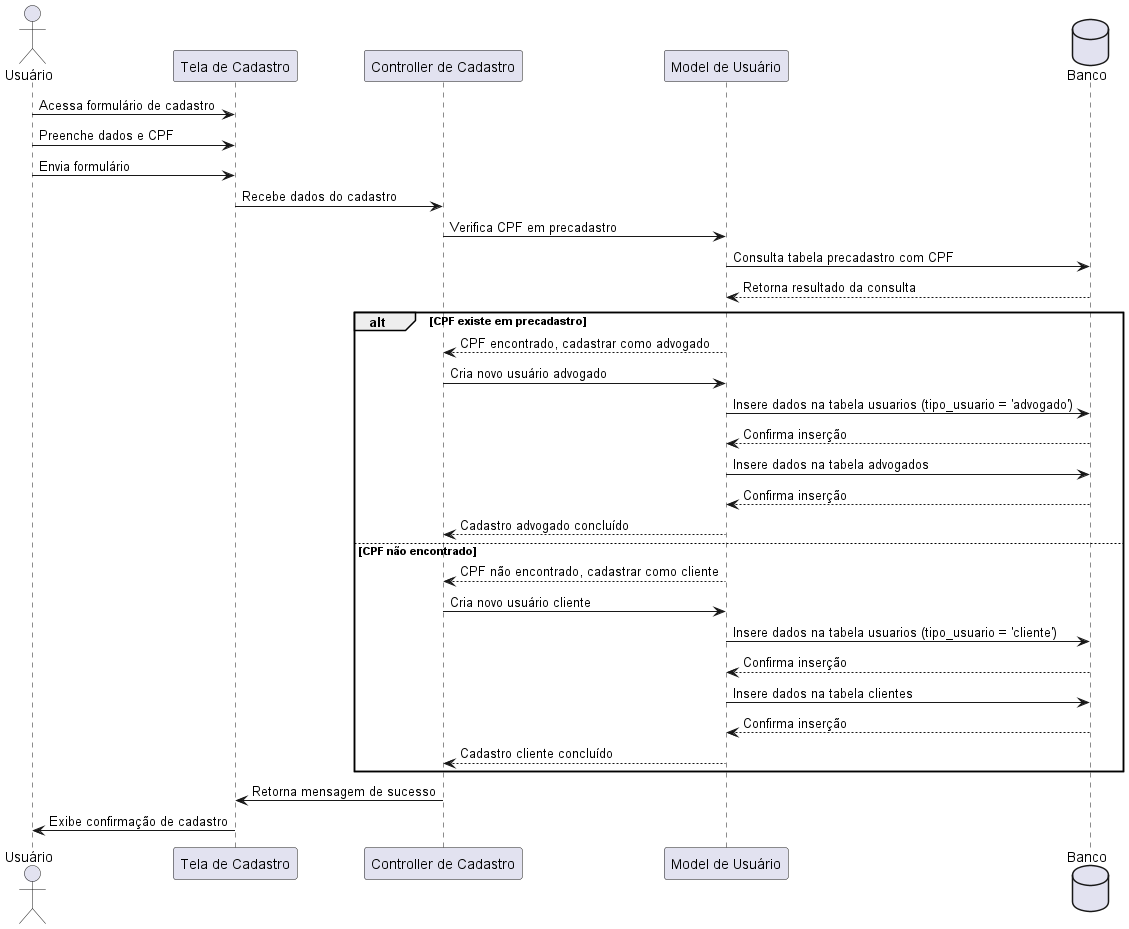 Usuário
Tela de Cadastro
Controller de Cadastro
Model de Usuário
Banco
Acessa formulário de cadastro
Preenche dados e CPF
Envia formulário
Recebe dados do cadastro
Verifica CPF em precadastro
Consulta tabela precadastro com CPF
Retorna resultado da consulta
alt [CPF existe em precadastro]
CPF encontrado, cadastrar como advogado
Cria novo usuário advogado
Insere dados na tabela usuarios (tipo_usuario = 'advogado')
Confirma inserção
Insere dados na tabela advogados
Confirma inserção
Cadastro advogado concluído
[CPF não encontrado]
CPF não encontrado, cadastrar como cliente
Cria novo usuário cliente
Insere dados na tabela usuarios (tipo_usuario = 'cliente')
Confirma inserção
Insere dados na tabela clientes
Confirma inserção
Cadastro cliente concluído
Retorna mensagem de sucesso
Exibe confirmação de cadastro
Usuário
Tela de Cadastro
Controller de Cadastro
Model de Usuário
Banco